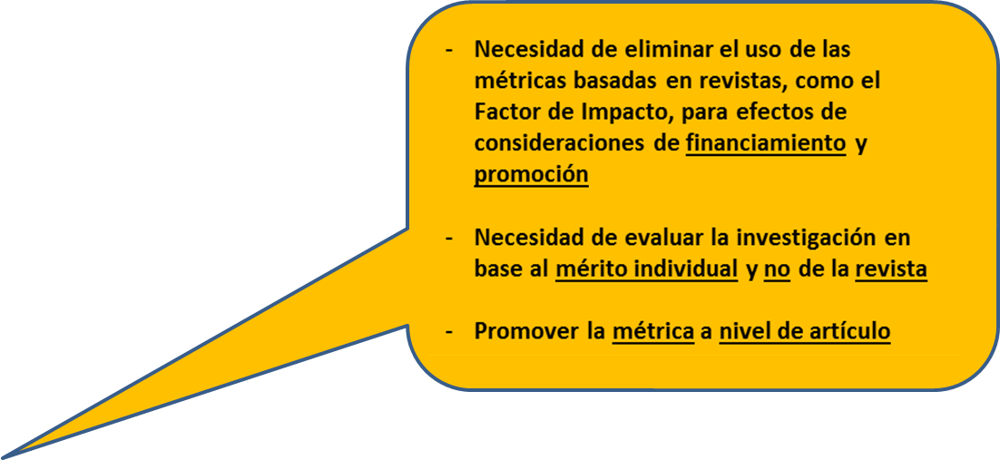 - Necesidad de eliminar el uso de las
métricas basadas en revistas, como el
Factor de Impacto, para efectos de
consideraciones de financiamiento y
promoción
- Necesidad de evaluar la investigación en
base al mérito individual y no de la revista
- Promover la métrica a nivel de artículo